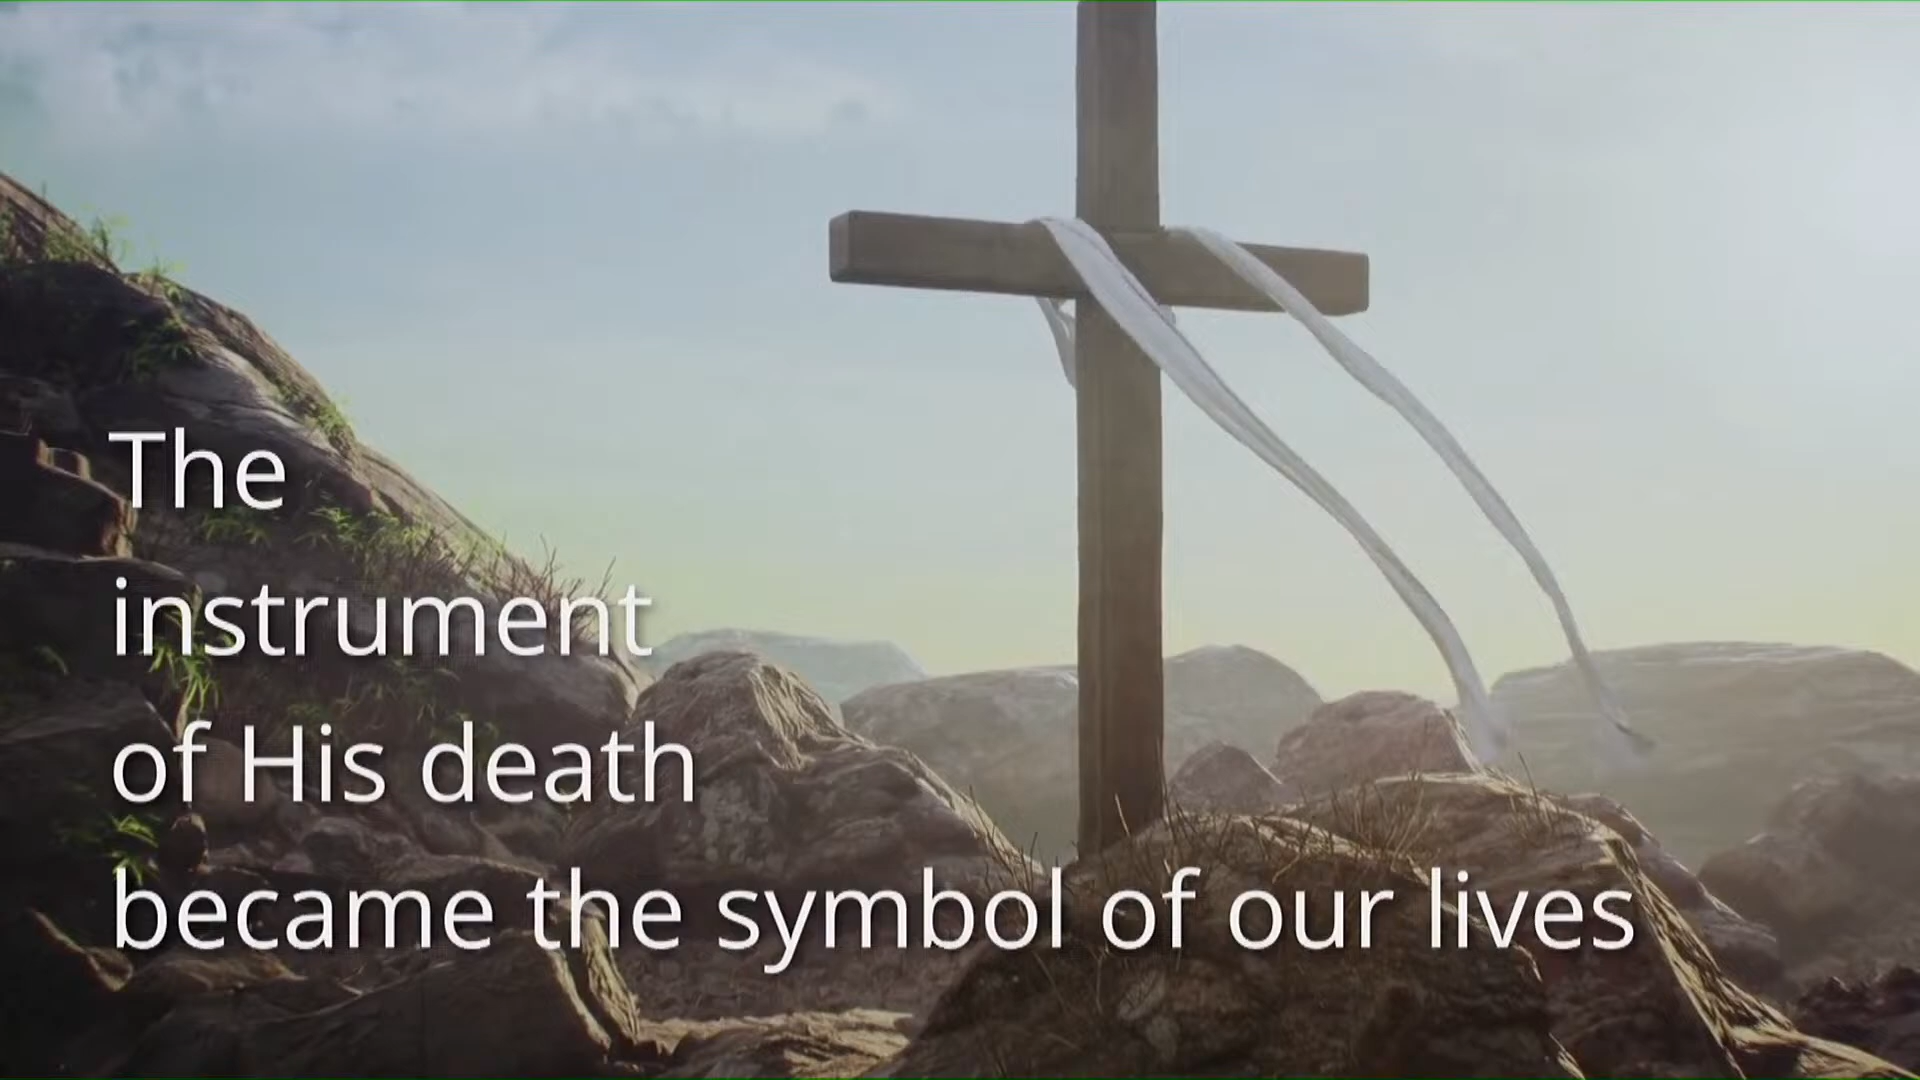 The
instrument
of His death
became the symbol of our lives